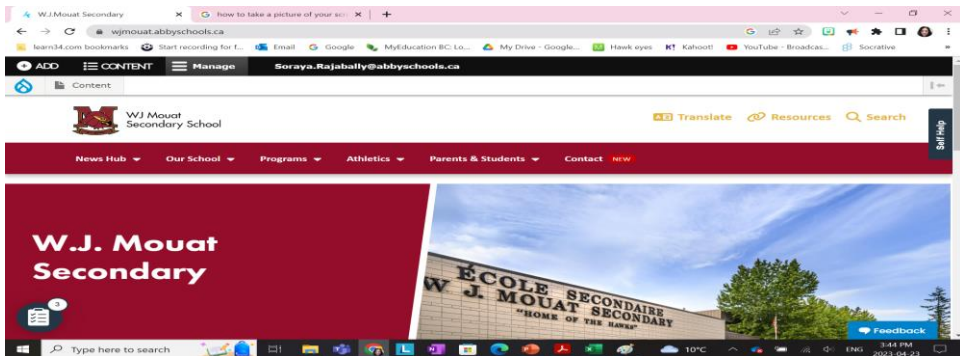 W.J.Mouat Secondary
how to take a picture of your scr
wjmouat.abbyschools.ca
learn34.com bookmarks Start recording for f... Email Google MyEducation BC: Lo... My Drive - Google... Hawk eyes K! Kahoot! YouTube - Broadcas... Socrative
ADD CONTENT Manage Soraya.Rajabally@abbyschools.ca
Content
WJ Mouat
Secondary School
Translate Resources Search
Self Help
News Hub Our School Programs Athletics Parents & Students Contact NEW
W.J. Mouat
Secondary
ÉCOLE SECONDAIRE
W. J. MOUAT SECONDARY
"HOME OF THE HAWKS"
3
Feedback
Type here to search
10°C
ENG
3:44 PM
2023-04-23